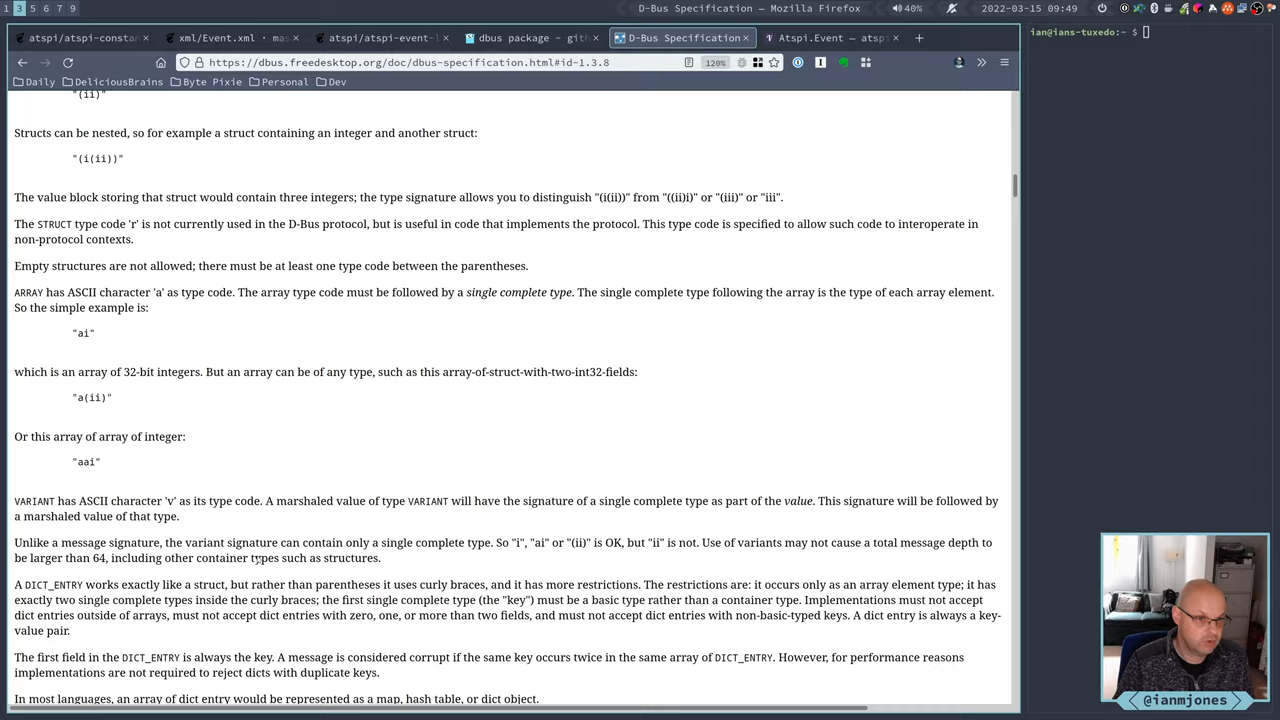 1 3 5 6 7 9
D-Bus Specification — Mozilla Firefox
40%
2022-03-15 09:49
atspi/atspi-constan
xml/Event.xml · mas
atspi/atspi-event-l
dbus package - gith
D-Bus Specification
Atspi.Event — atspi
https://dbus.freedesktop.org/doc/dbus-specification.html#id-1.3.8
120%
Daily DeliciousBrains Byte Pixie Personal Dev
ian@ians-tuxedo:~ $
"(ii)"
Structs can be nested, so for example a struct containing an integer and another struct:
"(i(ii))"
The value block storing that struct would contain three integers; the type signature allows you to distinguish "(i(ii))" from "((ii)i)" or "(iii)" or "iii".
The STRUCT type code 'r' is not currently used in the D-Bus protocol, but is useful in code that implements the protocol. This type code is specified to allow such code to interoperate in
non-protocol contexts.
Empty structures are not allowed; there must be at least one type code between the parentheses.
ARRAY has ASCII character 'a' as type code. The array type code must be followed by a single complete type. The single complete type following the array is the type of each array element.
So the simple example is:
"ai"
which is an array of 32-bit integers. But an array can be of any type, such as this array-of-struct-with-two-int32-fields:
"a(ii)"
Or this array of array of integer:
"aai"
VARIANT has ASCII character 'v' as its type code. A marshaled value of type VARIANT will have the signature of a single complete type as part of the value. This signature will be followed by
a marshaled value of that type.
Unlike a message signature, the variant signature can contain only a single complete type. So "i", "ai" or "(ii)" is OK, but "ii" is not. Use of variants may not cause a total message depth to
be larger than 64, including other container types such as structures.
A DICT_ENTRY works exactly like a struct, but rather than parentheses it uses curly braces, and it has more restrictions. The restrictions are: it occurs only as an array element type; it has
exactly two single complete types inside the curly braces; the first single complete type (the "key") must be a basic type rather than a container type. Implementations must not accept
dict entries outside of arrays, must not accept dict entries with zero, one, or more than two fields, and must not accept dict entries with non-basic-typed keys. A dict entry is always a key-
value pair.
The first field in the DICT_ENTRY is always the key. A message is considered corrupt if the same key occurs twice in the same array of DICT_ENTRY. However, for performance reasons
implementations are not required to reject dicts with duplicate keys.
In most languages, an array of dict entry would be represented as a map, hash table, or dict object.
@ianmjones